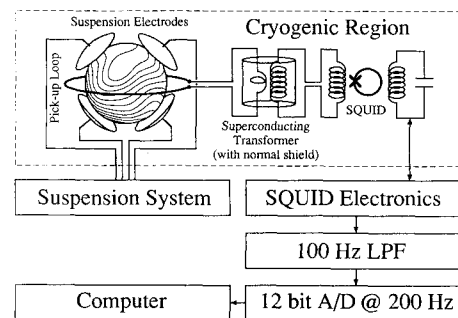 Suspension Electrodes
Cryogenic Region
Pick-up Loop
SQUID
Superconducting
Transformer
(with normal shield)
Suspension System
SQUID Electronics
100 Hz LPF
Computer
12 bit A/D @ 200 Hz